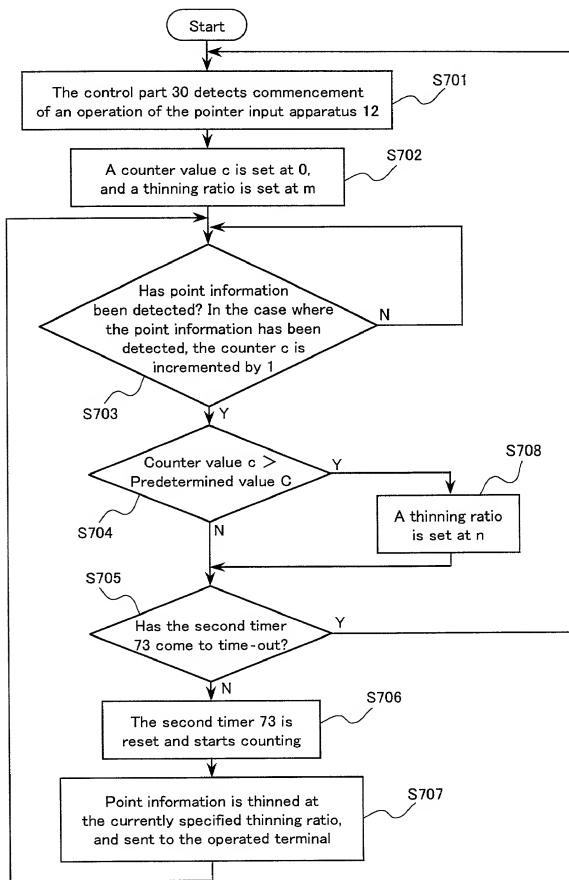 Start
The control part 30 detects commencement
of an operation of the pointer input apparatus 12
S701
A counter value c is set at 0,
and a thinning ratio is set at m
S702
Has point information
been detected? In the case where
the point information has been
detected, the counter c is
incremented by 1
N
S703
Y
Counter value c >
Predetermined value C
Y
S708
S704
N
A thinning ratio
is set at n
S705
Has the second timer
73 come to time-out?
Y
N
The second timer 73 is
reset and starts counting
S706
Point information is thinned at
the currently specified thinning ratio,
and sent to the operated terminal
S707